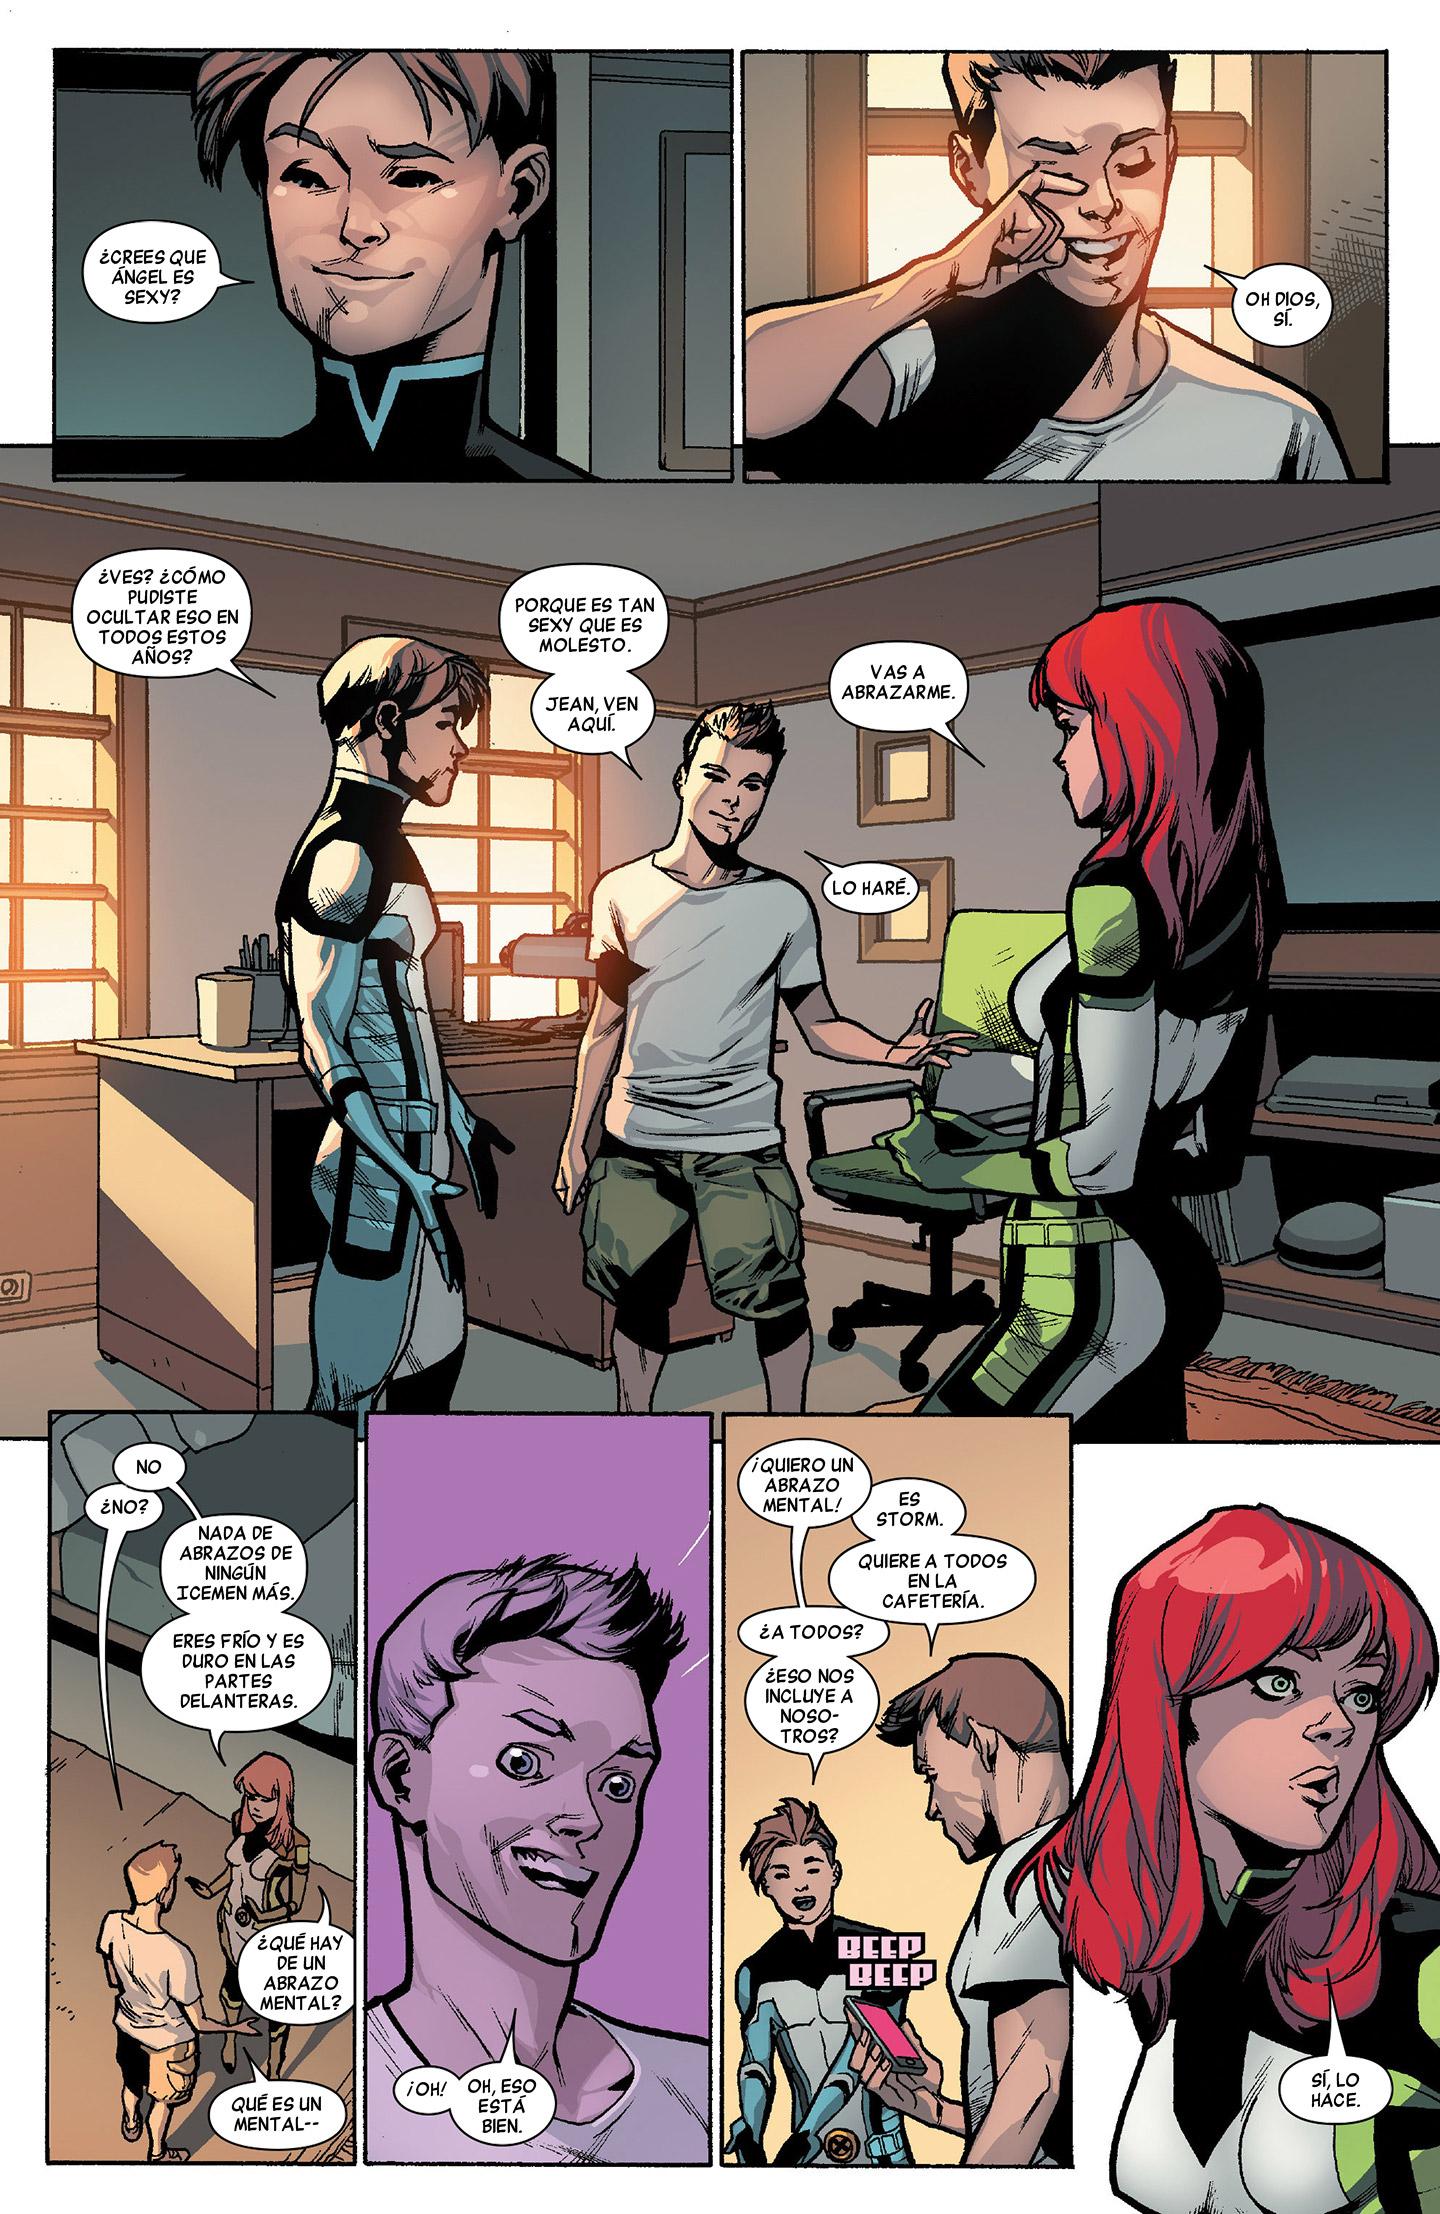 ¿CREES QUE
ÁNGEL ES
SEXY?
OH DIOS,
SÍ.
¿VES? ¿CÓMO
PUDISTE
OCULTAR ESO EN
TODOS ESTOS
AÑOS?
PORQUE ES TAN
SEXY QUE ES
MOLESTO.
JEAN, VEN
AQUÍ.
VAS A
ABRAZARME.
LO HARÉ.
NO
¿NO?
NADA DE
ABRAZOS DE
NINGÚN
ICEMEN MÁS.
ERES FRÍO Y ES
DURO EN LAS
PARTES
DELANTERAS.
¿QUÉ HAY
DE UN
ABRAZO
MENTAL?
QUÉ ES UN
MENTAL--
¡OH!
OH, ESO
ESTÁ
BIEN.
¡QUIERO UN
ABRAZO
MENTAL!
ES
STORM.
QUIERE A TODOS
EN LA
CAFETERÍA.
¿A TODOS?
¿ESO NOS
INCLUYE A
NOSO-
TROS?
BEEP
BEEP
SÍ, LO
HACE.